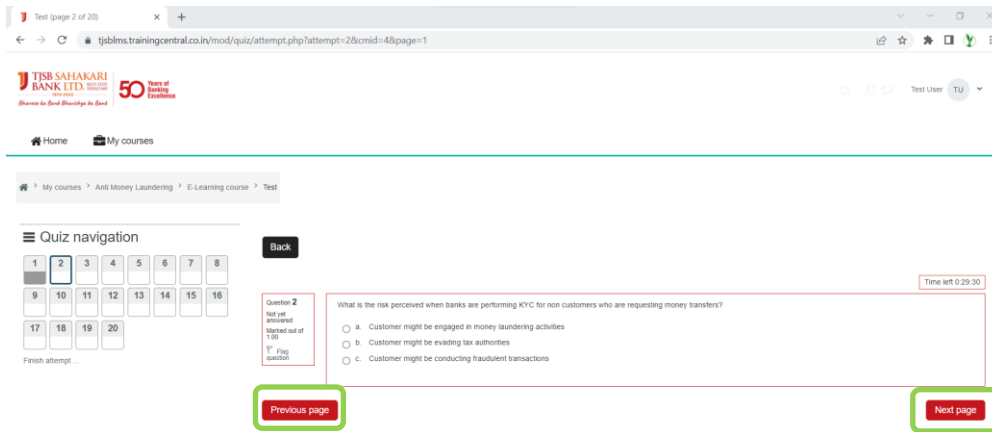 Test (page 2 of 20)
tjsblms.trainingcentral.co.in/mod/quiz/attempt.php?attempt=2&cmid=4&page=1
TJSB SAHAKARI
BANK LTD.
50 Years of Banking Excellence
Test User TU
Home My courses
My courses > Anti Money Laundering > E-Learning course > Test
Quiz navigation
Back
1 2 3 4 5 6 7 8
Time left 0:29:30
9 10 11 12 13 14 15 16
17 18 19 20
Finish attempt ...
Question 2
Not yet
answered
Marked out of
1.00
Flag
question
What is the risk perceived when banks are performing KYC for non customers who are requesting money transfers?
a. Customer might be engaged in money laundering activities
b. Customer might be evading tax authorities
c. Customer might be conducting fraudulent transactions
Previous page
Next page